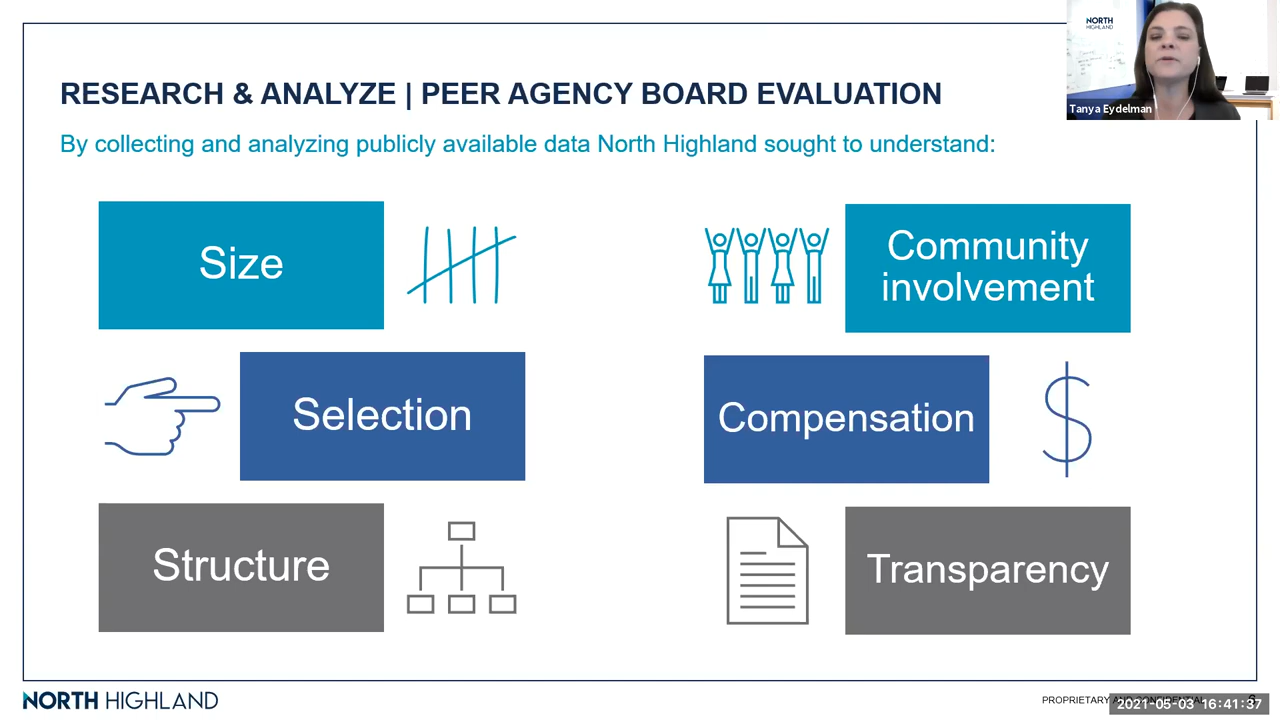 NORTH
HIGHLAND
Tanya Eydelman
RESEARCH & ANALYZE | PEER AGENCY BOARD EVALUATION
By collecting and analyzing publicly available data North Highland sought to understand:
Size
Community
involvement
Selection
Compensation
Structure
Transparency
NORTH HIGHLAND
PROPRIETARY AND CONFIDENTIAL
2021-05-03 16:41:37